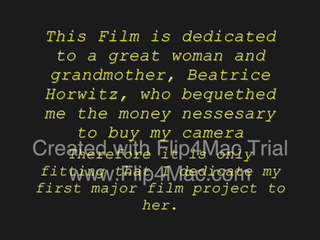 This Film is dedicated
to a great woman and
grandmother, Beatrice
Horwitz, who bequethed
me the money nessesary
to buy my camera
Created with Flip4Mac Trial
Therefore it is only
fitting that I dedicate my
www.Flip4Mac.com
first major film project to
her.